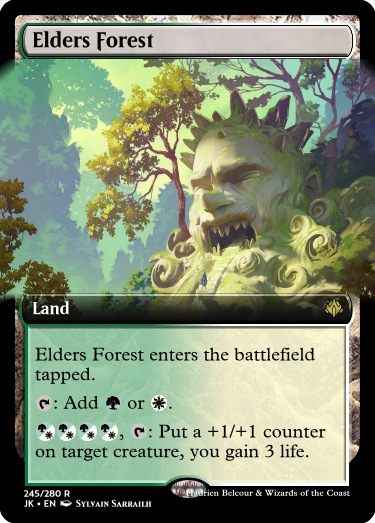 Elders Forest
Land
Elders Forest enters the battlefield
tapped.
: Add or .
, : Put a +1/+1 counter
on target creature, you gain 3 life.
245/280 R
JK • EN Sylvain Sarrailh
Hadrien Belcour & Wizards of the Coast